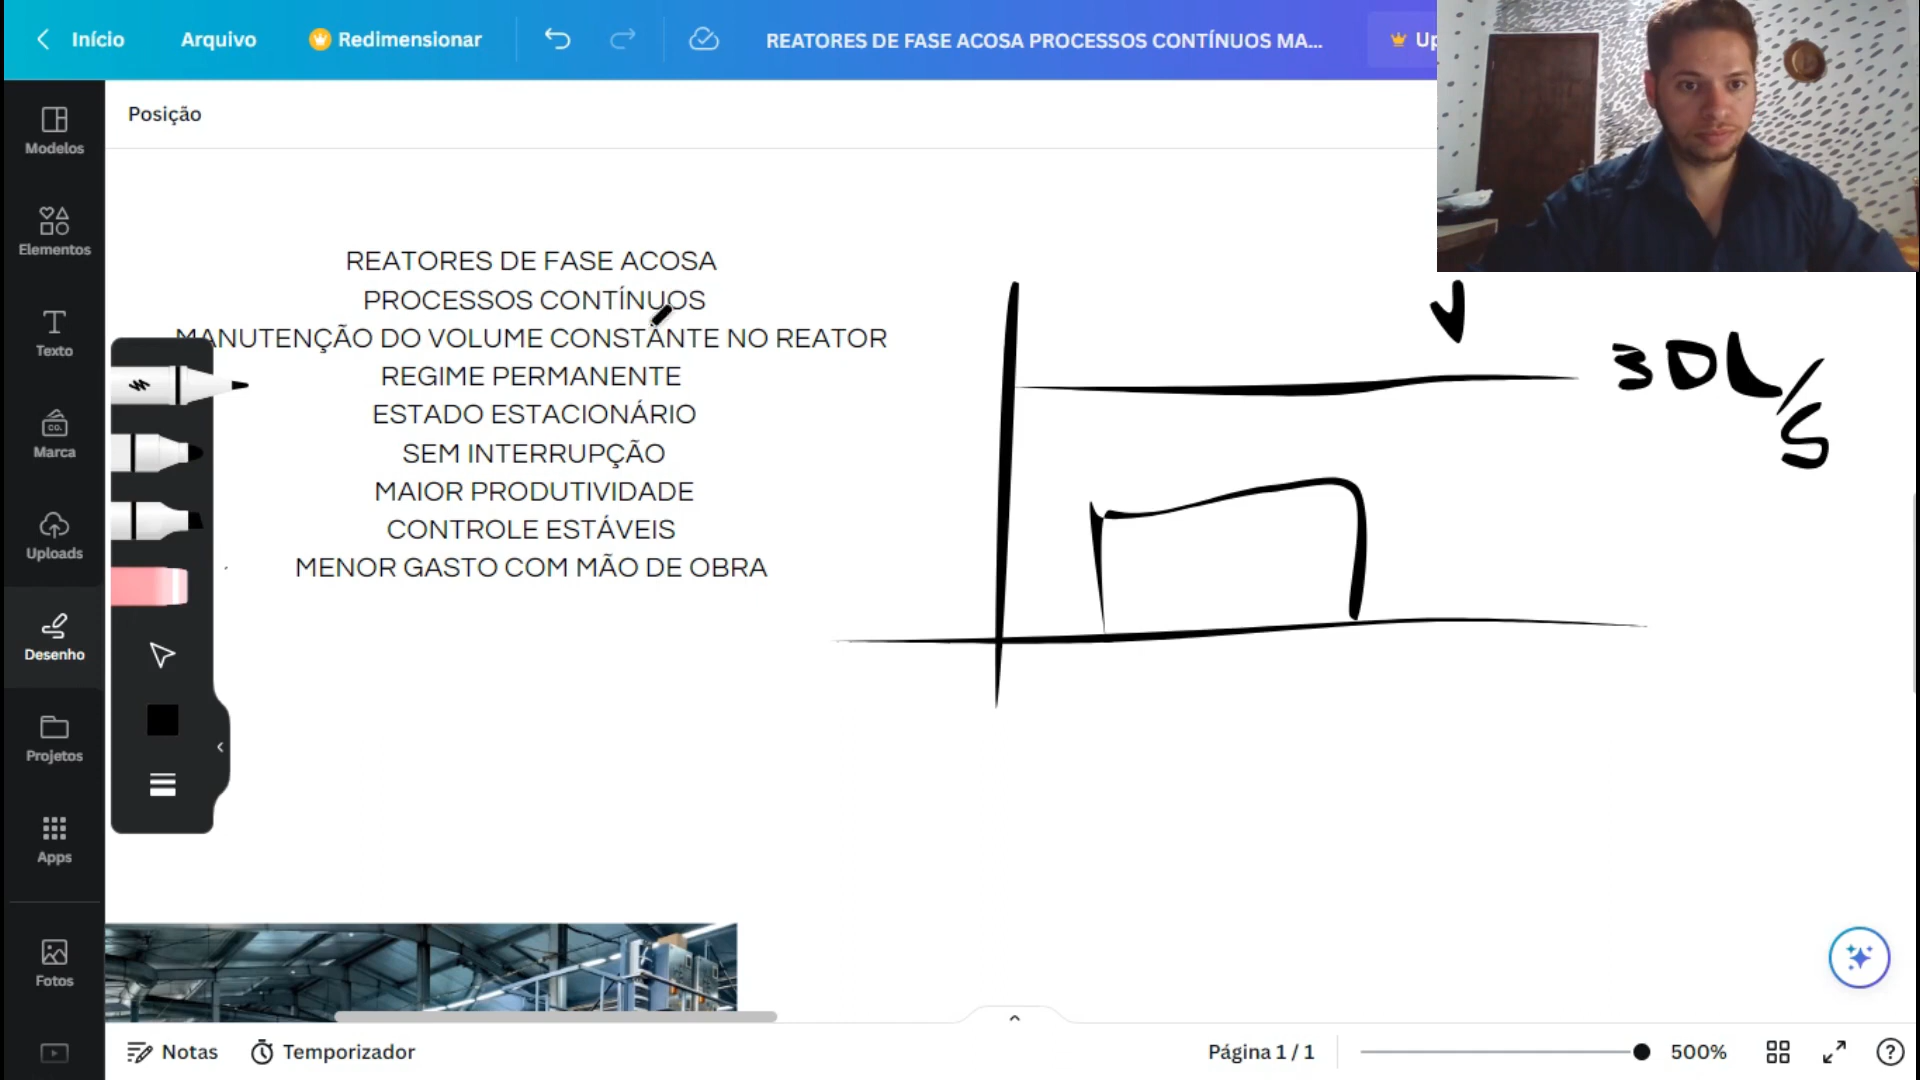 Início Arquivo Redimensionar REATORES DE FASE ACOSA PROCESSOS CONTÍNUOS MA... Up
Posição
Modelos
Elementos
Texto
Marca
Uploads
Desenho
Projetos
Apps
Fotos
REATORES DE FASE ACOSA
PROCESSOS CONTÍNUOS
MANUTENÇÃO DO VOLUME CONSTANTE NO REATOR
REGIME PERMANENTE
ESTADO ESTACIONÁRIO
SEM INTERRUPÇÃO
MAIOR PRODUTIVIDADE
CONTROLE ESTÁVEIS
MENOR GASTO COM MÃO DE OBRA
30L/S
Notas Temporizador Página 1 / 1 500%